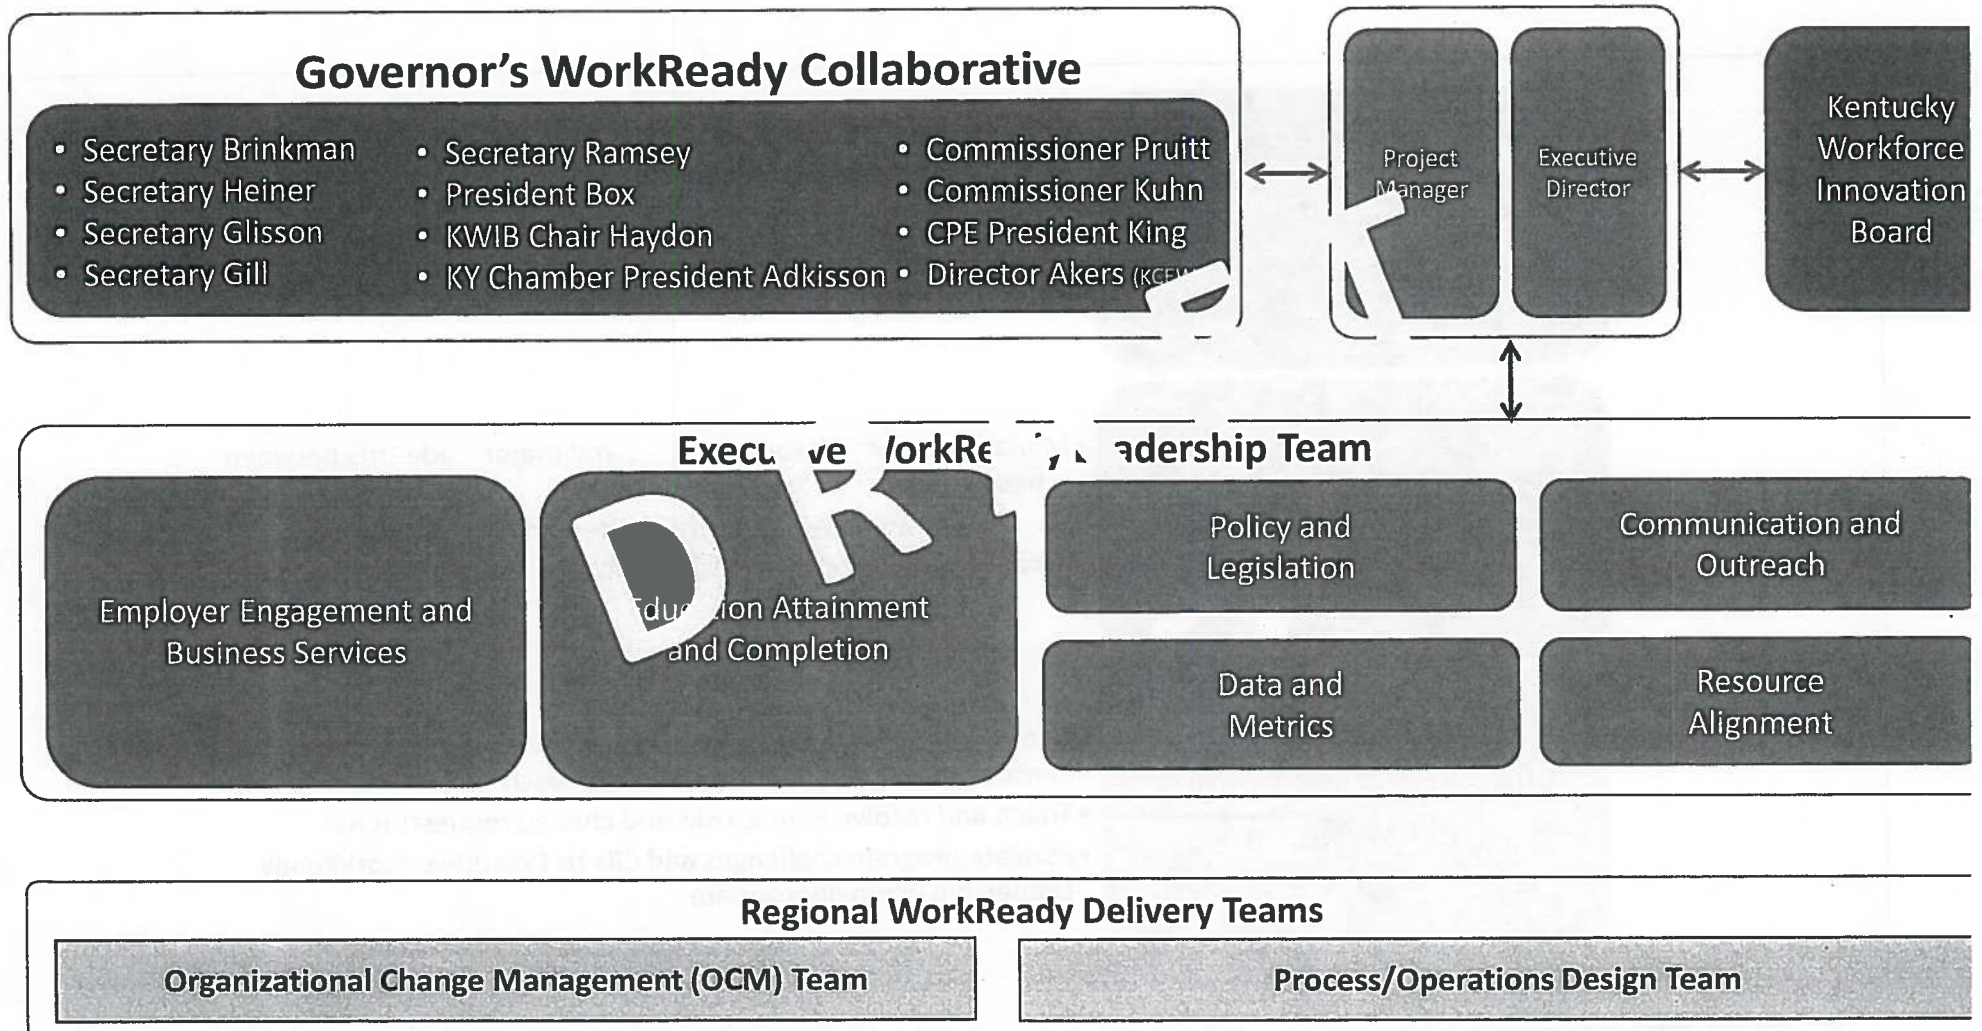 Governor's WorkReady Collaborative
• Secretary Brinkman
• Secretary Heiner
• Secretary Glisson
• Secretary Gill
• Secretary Ramsey
• President Box
• KWIB Chair Haydon
• KY Chamber President Adkisson
• Commissioner Pruitt
• Commissioner Kuhn
• CPE President King
• Director Akers
Project
Manager
Executive
Director
Kentucky
Workforce
Innovation
Board
Team
Employer Engagement and
Business Services
Attainment
and Completion
Policy and
Legislation
Communication and
Outreach
Data and
Metrics
Resource
Alignment
Regional WorkReady Delivery Teams
Organizational Change Management (OCM) Team
Process/Operations Design Team